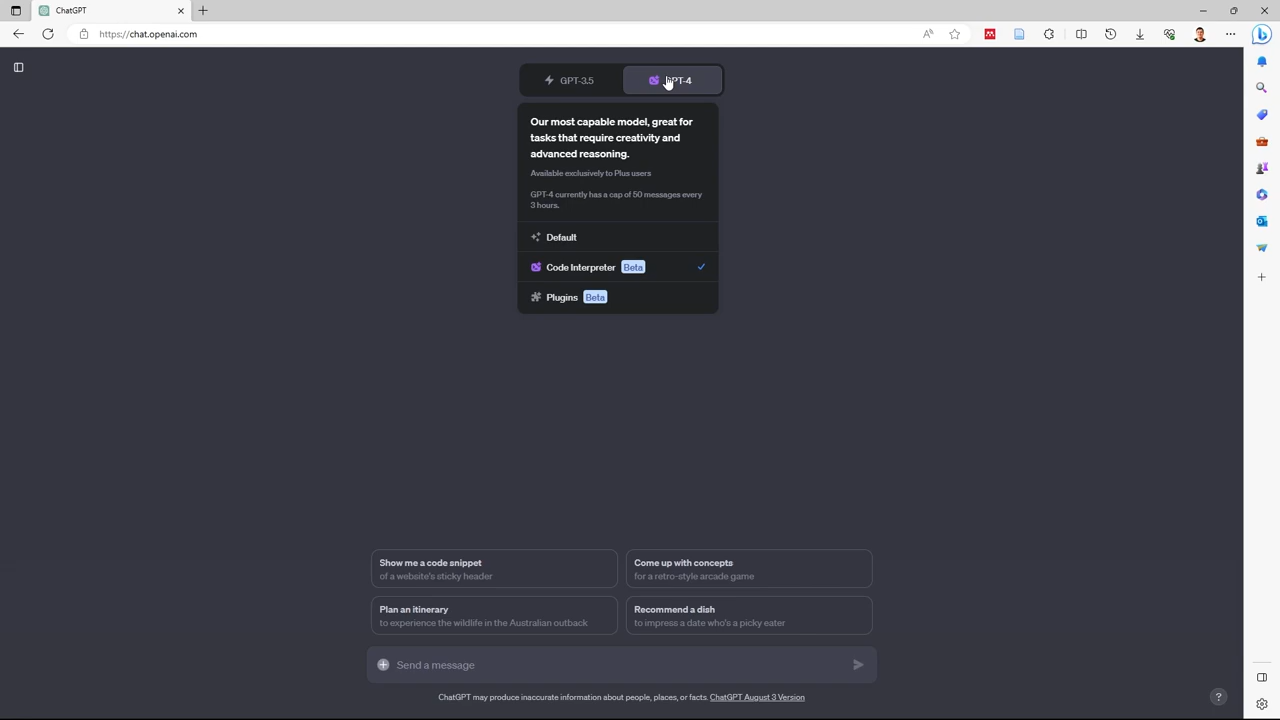 ChatGPT
https://chat.openai.com
GPT-3.5
PT-4
Our most capable model, great for
tasks that require creativity and
advanced reasoning.
Available exclusively to Plus users
GPT-4 currently has a cap of 50 messages every
3 hours.
Default
Code Interpreter Beta
Plugins Beta
Show me a code snippet
of a website's sticky header
Come up with concepts
for a retro-style arcade game
Plan an itinerary
to experience the wildlife in the Australian outback
Recommend a dish
to impress a date who's a picky eater
Send a message
ChatGPT may produce inaccurate information about people, places, or facts. ChatGPT August 3 Version
?